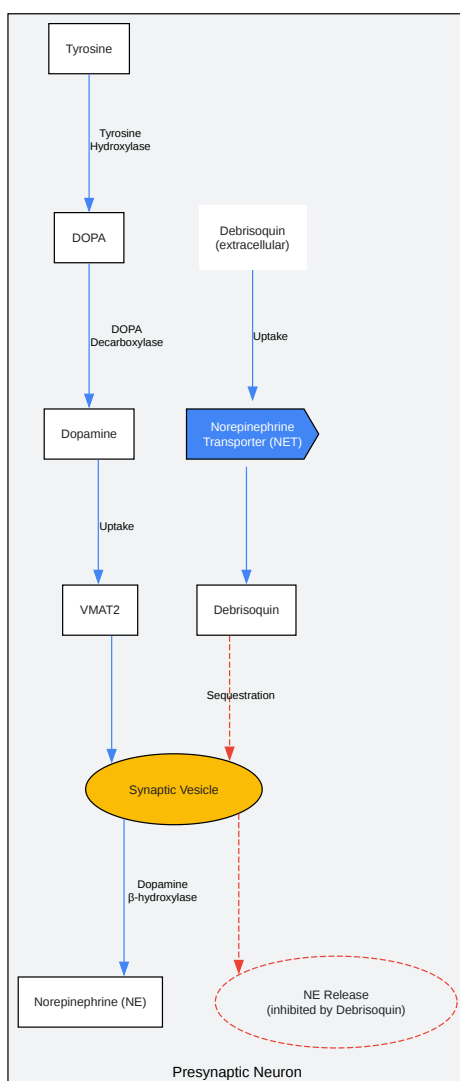 Tyrosine
Tyrosine
Hydroxylase
DOPA
Debrisoquin
(extracellular)
DOPA
Decarboxylase
Uptake
Dopamine
Norepinephrine
Transporter (NET)
Uptake
VMAT2
Debrisoquin
Sequestration
Synaptic Vesicle
Dopamine
β-hydroxylase
Norepinephrine (NE)
NE Release
(inhibited by Debrisoquin)
Presynaptic Neuron